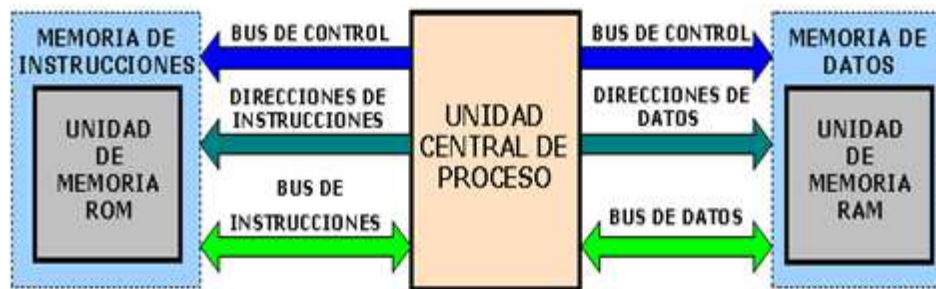 MEMORIA DE
INSTRUCCIONES
UNIDAD
DE
MEMORIA
ROM
BUS DE CONTROL
DIRECCIONES DE
INSTRUCCIONES
BUS DE
INSTRUCCIONES
UNIDAD
CENTRAL DE
PROCESO
BUS DE CONTROL
DIRECCIONES DE
DATOS
BUS DE DATOS
MEMORIA DE
DATOS
UNIDAD
DE
MEMORIA
RAM